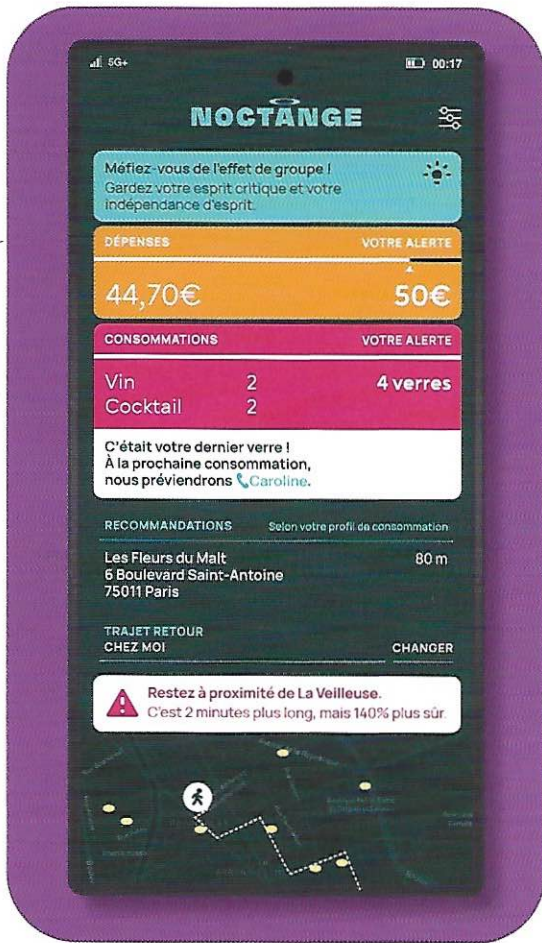 5G+ 00:17
NOCTANGE
Méfiez-vous de l'effet de groupe !
Gardez votre esprit critique et votre
indépendance d'esprit.
DÉPENSES VOTRE ALERTE
44,70€ 50€
CONSOMMATIONS VOTRE ALERTE
Vin 2 4 verres
Cocktail 2
C'était votre dernier verre !
À la prochaine consommation,
nous préviendrons Caroline.
RECOMMANDATIONS Selon votre profil de consommation
Les Fleurs du Malt 80 m
6 Boulevard Saint-Antoine
75011 Paris
TRAJET RETOUR
CHEZ MOI CHANGER
Restez à proximité de La Veilleuse.
C'est 2 minutes plus long, mais 140% plus sûr.